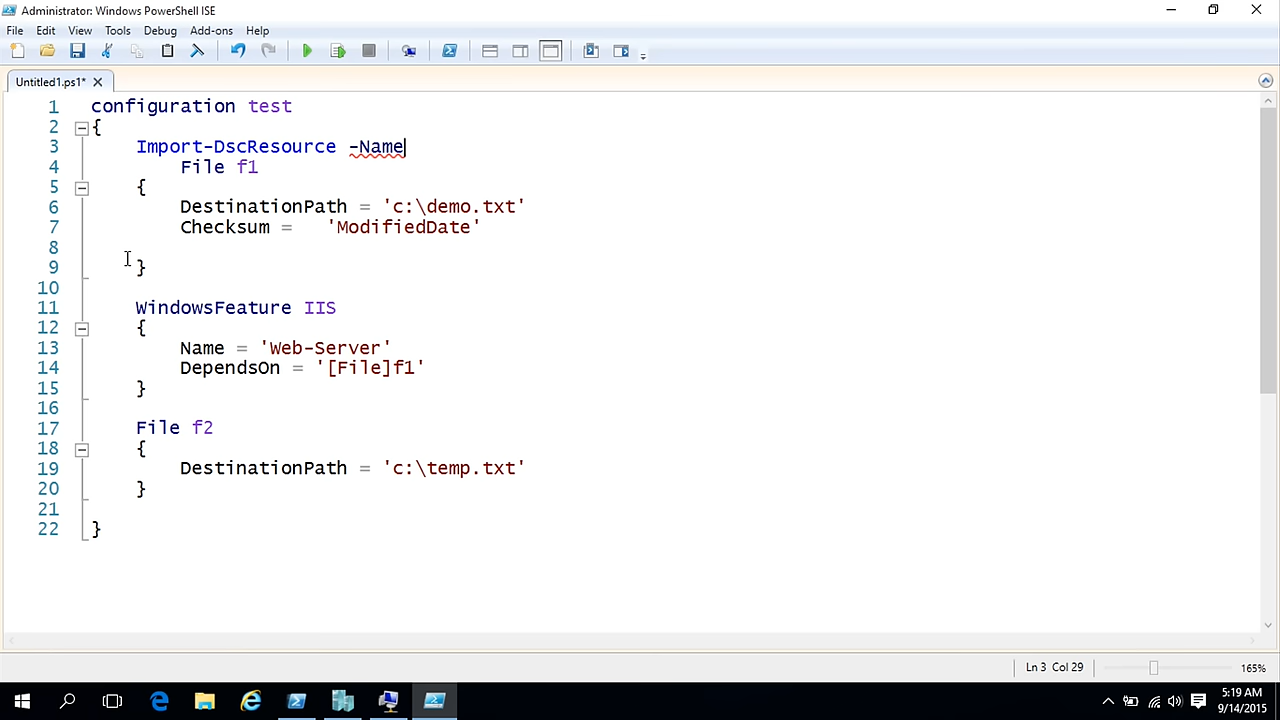 Administrator: Windows PowerShell ISE
File Edit View Tools Debug Add-ons Help
Untitled1.ps1*
1 configuration test
2 {
3 Import-DscResource -Name
4 File f1
5 {
6 DestinationPath = 'c:\demo.txt'
7 Checksum = 'ModifiedDate'
8
9 }
10
11 WindowsFeature IIS
12 {
13 Name = 'Web-Server'
14 DependsOn = '[File]f1'
15 }
16
17 File f2
18 {
19 DestinationPath = 'c:\temp.txt'
20 }
21
22 }
Ln 3 Col 29 165%
5:19 AM
9/14/2015